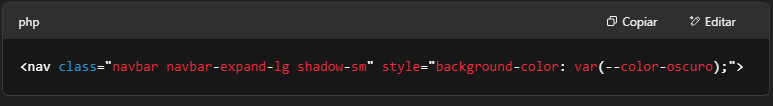 php Copiar Editar
<nav class="navbar navbar-expand-lg shadow-sm" style="background-color: var(--color-oscuro);">